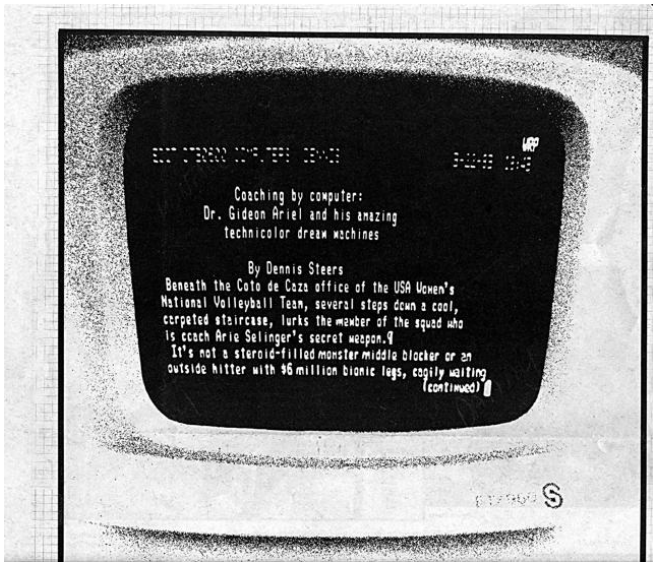 WRP
Coaching by computer:
Dr. Gideon Ariel and his amazing
technicolor dream machines
By Dennis Steers
Beneath the Coto de Caza office of the USA Women's
National Volleyball Team, several steps down a cool,
carpeted staircase, lurks the member of the squad who
is coach Arie Selinger's secret weapon.¶
It's not a steroid-filled monster middle blocker or an
outside hitter with $6 million bionic legs, cagily waiting
(continued)
S